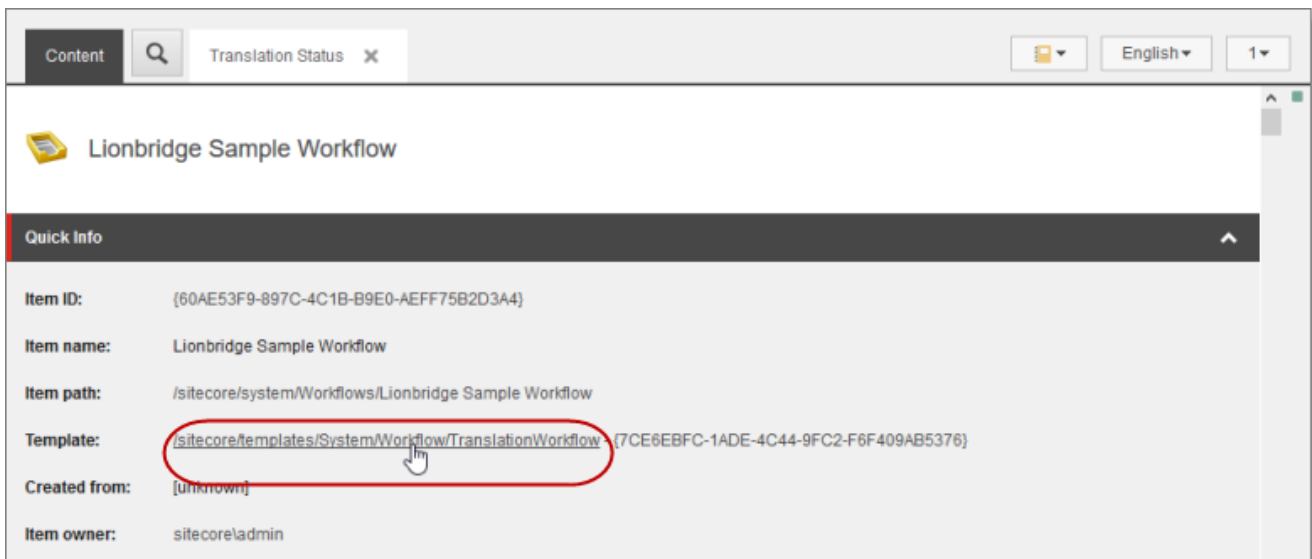 Content Translation Status English 1
Lionbridge Sample Workflow
Quick Info
Item ID: {60AE53F9-897C-4C1B-B9E0-AEFF75B2D3A4}
Item name: Lionbridge Sample Workflow
Item path: /sitecore/system/Workflows/Lionbridge Sample Workflow
Template: /sitecore/templates/System/Workflow/TranslationWorkflow - {7CE6EBFC-1ADE-4C44-9FC2-F6F409AB5376}
Created from: [unknown]
Item owner: sitecore\admin